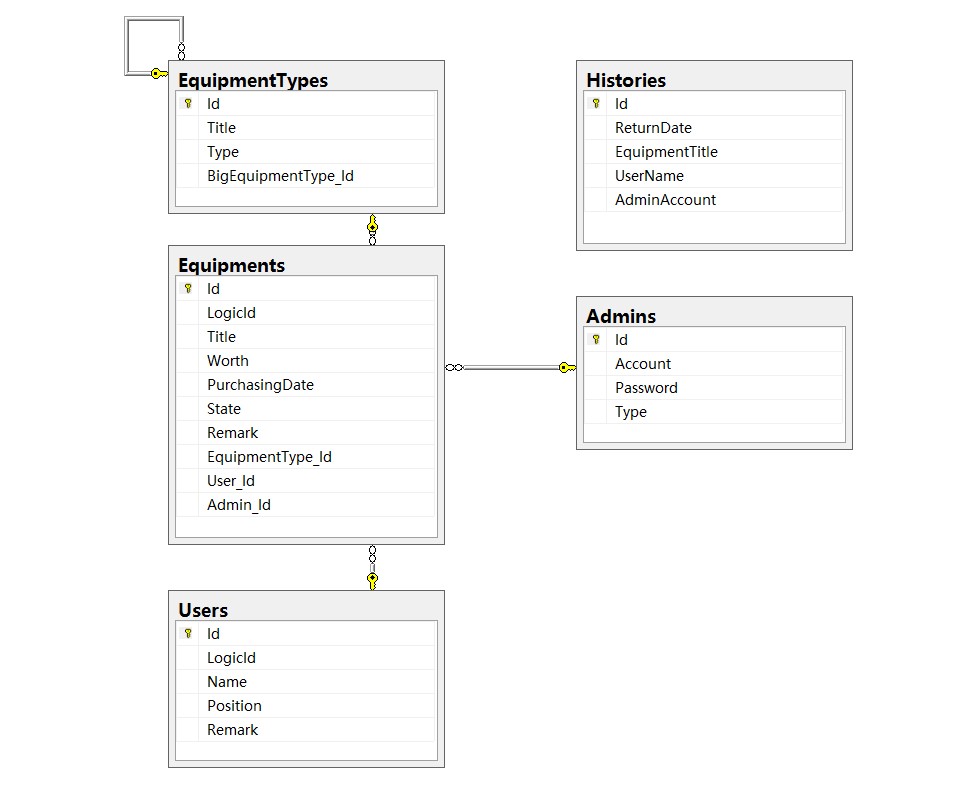 EquipmentTypes
Id
Title
Type
BigEquipmentType_Id
Equipments
Id
LogicId
Title
Worth
PurchasingDate
State
Remark
EquipmentType_Id
User_Id
Admin_Id
Users
Id
LogicId
Name
Position
Remark
Histories
Id
ReturnDate
EquipmentTitle
UserName
AdminAccount
Admins
Id
Account
Password
Type